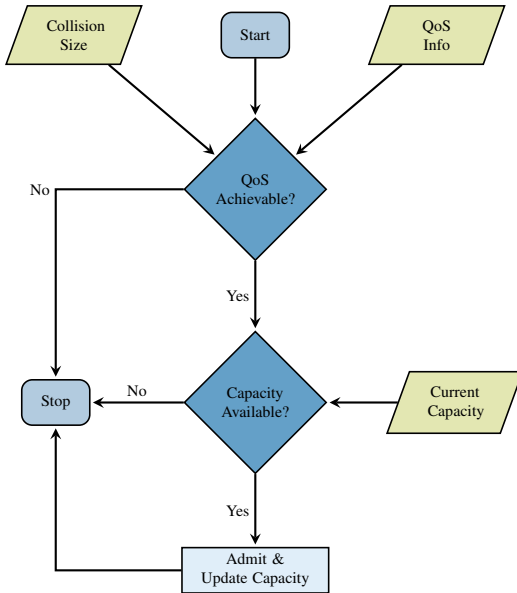 Collision
Size
Start
QoS
Info
QoS
Achievable?
No
Yes
Stop
No
Capacity
Available?
Current
Capacity
Yes
Admit &
Update Capacity